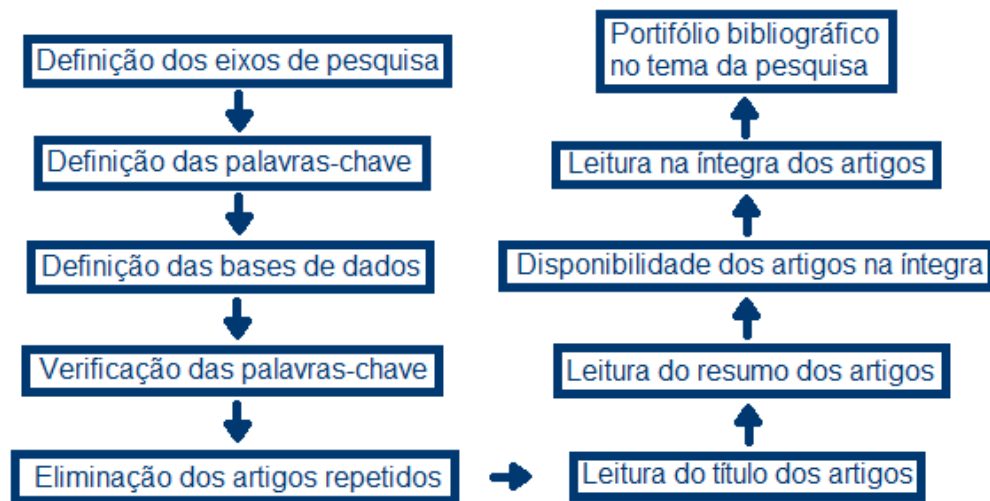 Definição dos eixos de pesquisa
Definição das palavras-chave
Definição das bases de dados
Verificação das palavras-chave
Eliminação dos artigos repetidos
Leitura do título dos artigos
Leitura do resumo dos artigos
Disponibilidade dos artigos na íntegra
Leitura na íntegra dos artigos
Portifólio bibliográfico
no tema da pesquisa